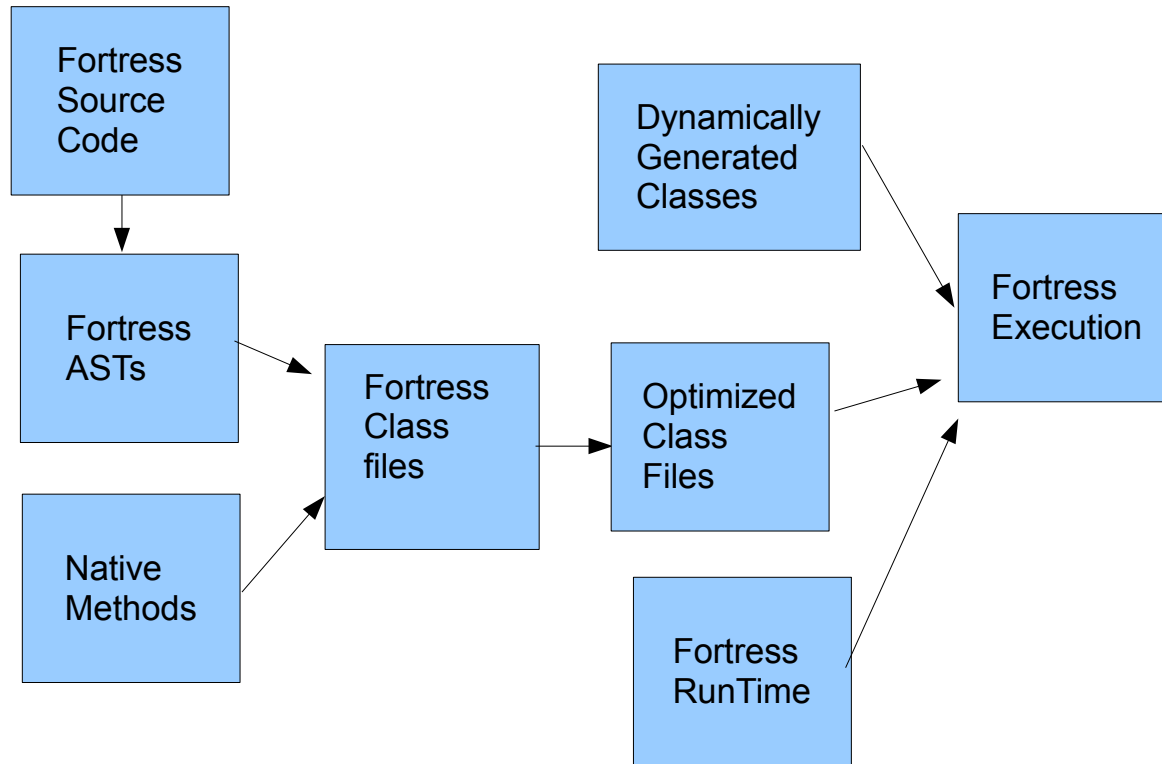 Fortress
Source
Code
Dynamically
Generated
Classes
Fortress
Execution
Fortress
ASTs
Fortress
Class
files
Optimized
Class
Files
Native
Methods
Fortress
RunTime